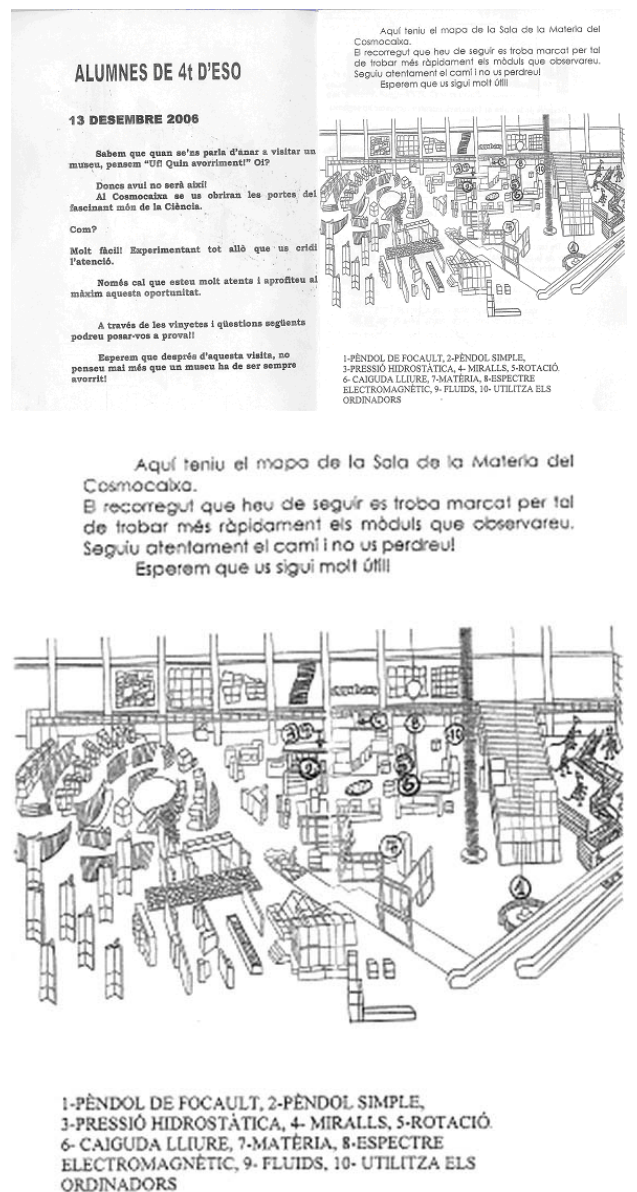 ALUMNES DE 4t D'ESO
13 DESEMBRE 2006
Sabem que quan se'ns parla d'anar a visitar un
museu, pensem "Uf! Quin avorriment!" Oi?
Doncs avui no serà així!
Al Cosmocaixa se us obriran les portes del
fascinant món de la Ciència.
Com?
Molt fàcil! Experimentant tot allò que us cridi
l'atenció.
Només cal que esteu molt atents i aprofiteu al
màxim aquesta oportunitat.
A través de les vinyetes i qüestions següents
podreu posar-vos a prova!!
Esperem que després d'aquesta visita, no
penseu mai més que un museu ha de ser sempre
avorrit!
Aquí teniu el mapa de la Sala de la Materia del
Cosmocaixa.
El recorregut que heu de seguir es troba marcat per tal
de trobar més ràpidament els mòduls que observareu.
Seguiu atentament el camí i no us perdreu!
Esperem que us sigui molt útil!!
1-PÈNDOL DE FOCAULT, 2-PÈNDOL SIMPLE,
3-PRESSIÓ HIDROSTÀTICA, 4- MIRALLS, 5-ROTACIÓ.
6- CAIGUDA LLIURE, 7-MATÈRIA, 8-ESPECTRE
ELECTROMAGNÈTIC, 9- FLUIDS, 10- UTILITZA ELS
ORDINADORS
Aquí teniu el mapa de la Sala de la Materia del
Cosmocaixa.
El recorregut que heu de seguir es troba marcat per tal
de trobar més ràpidament els mòduls que observareu.
Seguiu atentament el camí i no us perdreu!
Esperem que us sigui molt útil!!
8
10
2
1
1-PÈNDOL DE FOCAULT, 2-PÈNDOL SIMPLE,
3-PRESSIÓ HIDROSTÀTICA, 4- MIRALLS, 5-ROTACIÓ.
6- CAIGUDA LLIURE, 7-MATÈRIA, 8-ESPECTRE
ELECTROMAGNÈTIC, 9- FLUIDS, 10- UTILITZA ELS
ORDINADORS